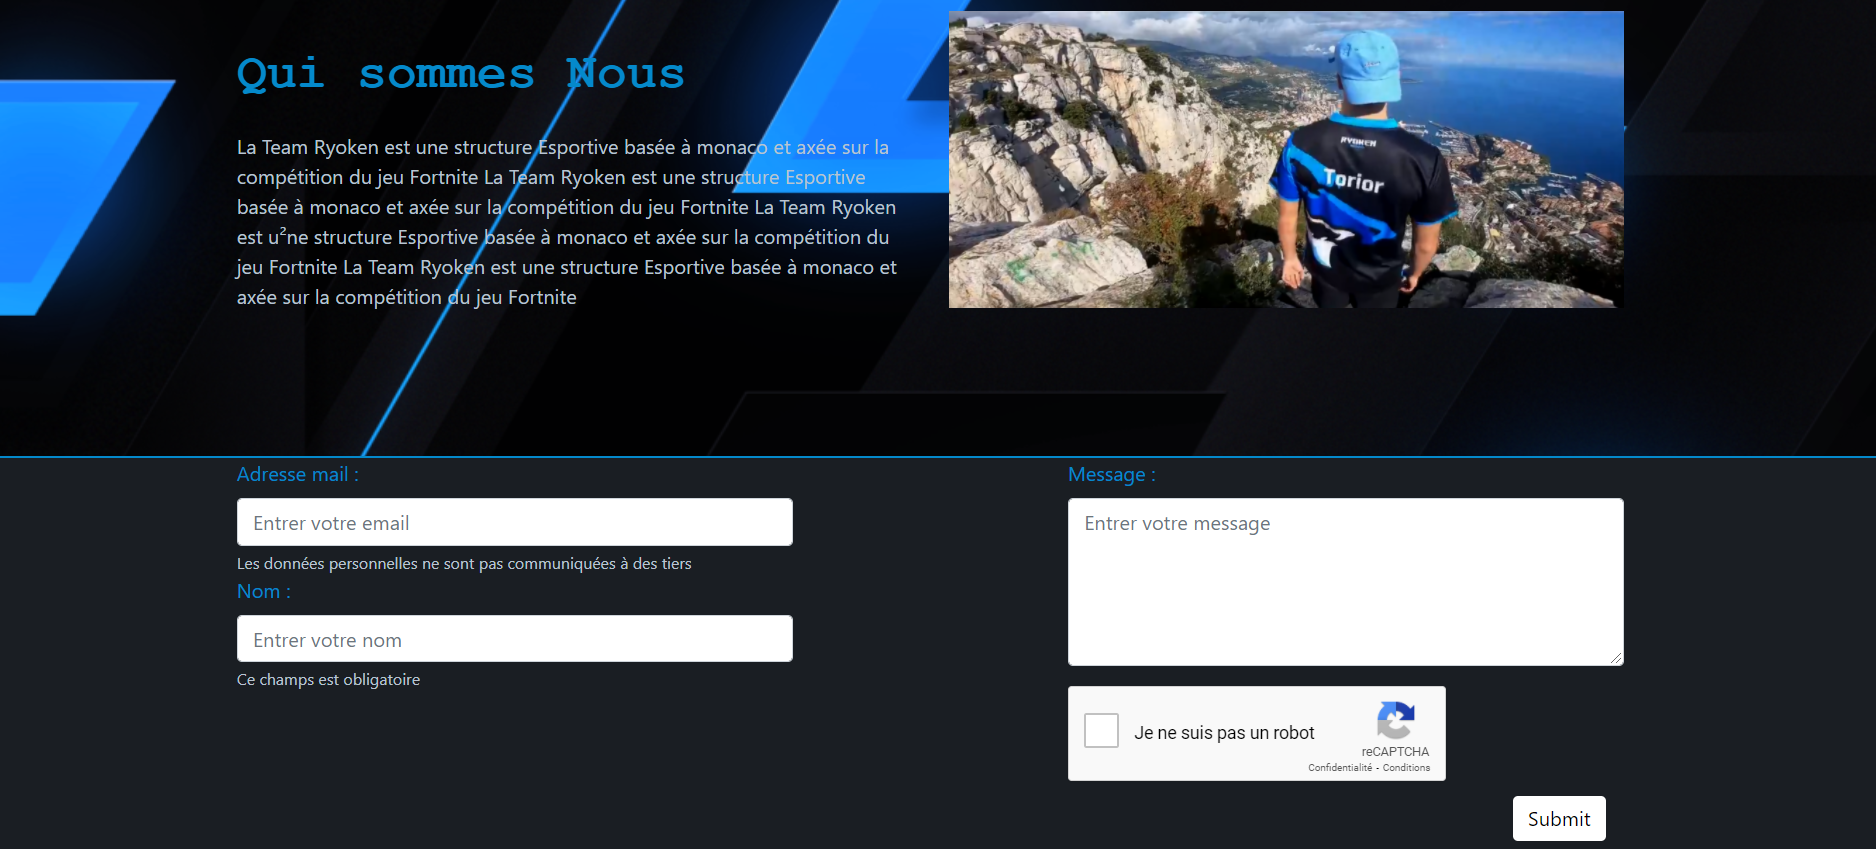 Qui sommes Nous
La Team Ryoken est une structure Esportive basée à monaco et axée sur la
compétition du jeu Fortnite La Team Ryoken est une structure Esportive
basée à monaco et axée sur la compétition du jeu Fortnite La Team Ryoken
est u²ne structure Esportive basée à monaco et axée sur la compétition du
jeu Fortnite La Team Ryoken est une structure Esportive basée à monaco et
axée sur la compétition du jeu Fortnite
RYOKEN
Torior
Adresse mail :
Entrer votre email
Les données personnelles ne sont pas communiquées à des tiers
Nom :
Entrer votre nom
Ce champs est obligatoire
Message :
Entrer votre message
Je ne suis pas un robot
reCAPTCHA
Confidentialité - Conditions
Submit